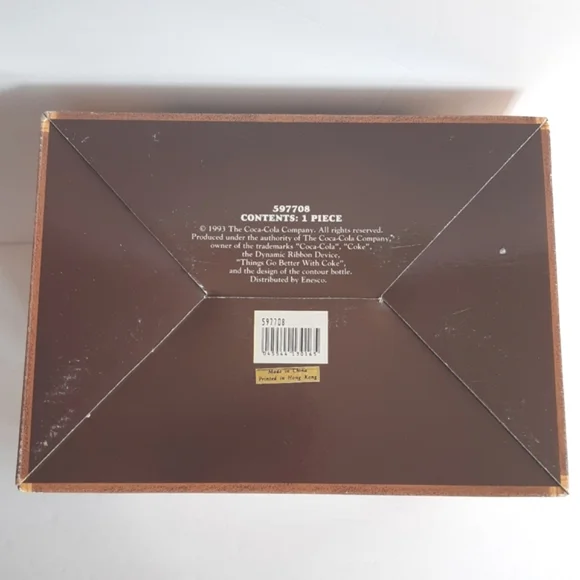 597708
CONTENTS: 1 PIECE
© 1993 The Coca-Cola Company. All rights reserved.
Produced under the authority of The Coca-Cola Company,
owner of the trademarks "Coca-Cola", "Coke",
the Dynamic Ribbon Device,
"Things Go Better With Coke",
and the design of the contour bottle.
Distributed by Enesco.
597708
Made in China
Printed in Hong Kong